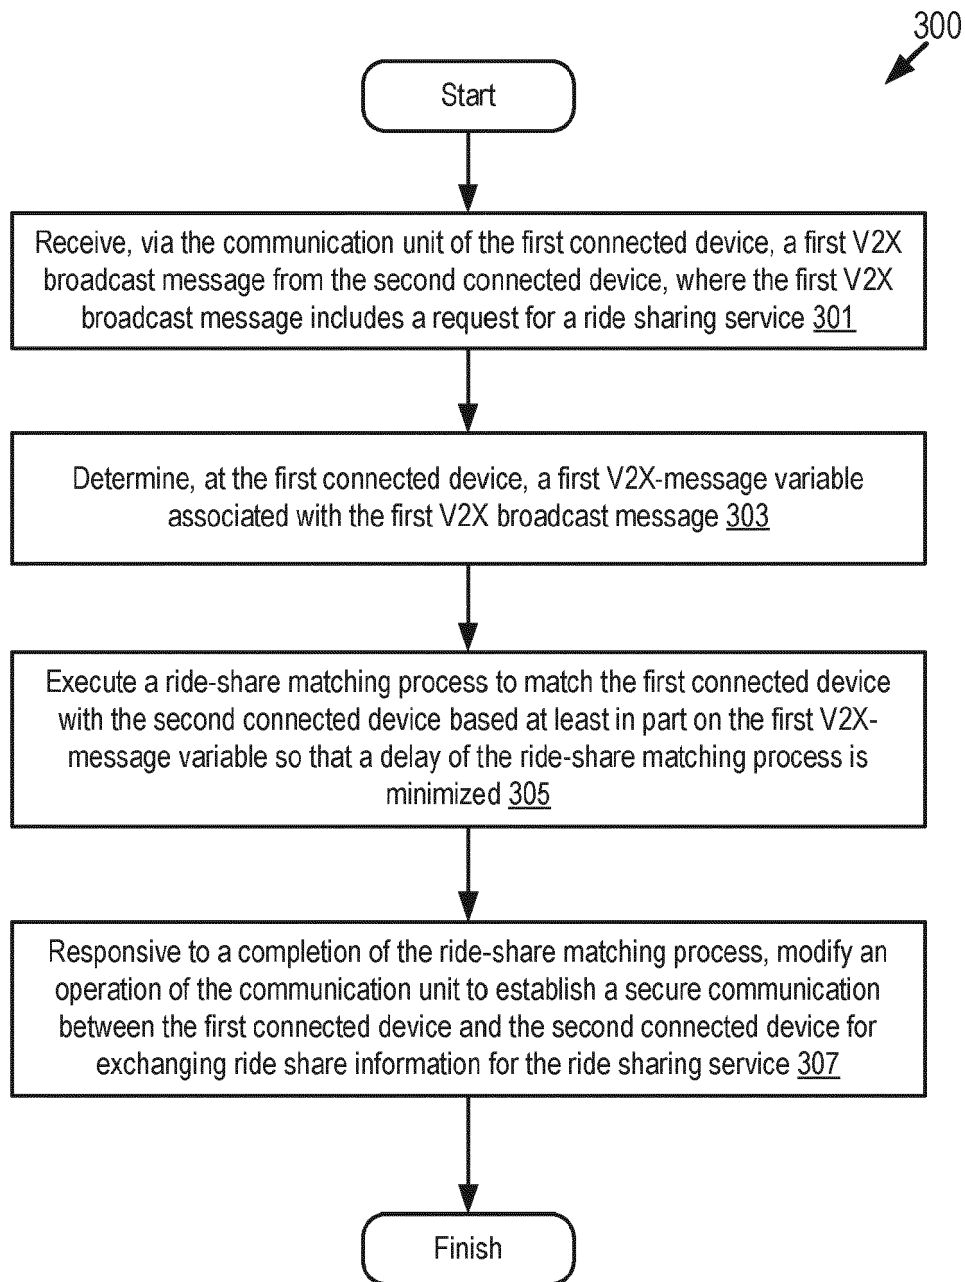 300
Start
Receive, via the communication unit of the first connected device, a first V2X
broadcast message from the second connected device, where the first V2X
broadcast message includes a request for a ride sharing service 301
Determine, at the first connected device, a first V2X-message variable
associated with the first V2X broadcast message 303
Execute a ride-share matching process to match the first connected device
with the second connected device based at least in part on the first V2X-
message variable so that a delay of the ride-share matching process is
minimized 305
Responsive to a completion of the ride-share matching process, modify an
operation of the communication unit to establish a secure communication
between the first connected device and the second connected device for
exchanging ride share information for the ride sharing service 307
Finish